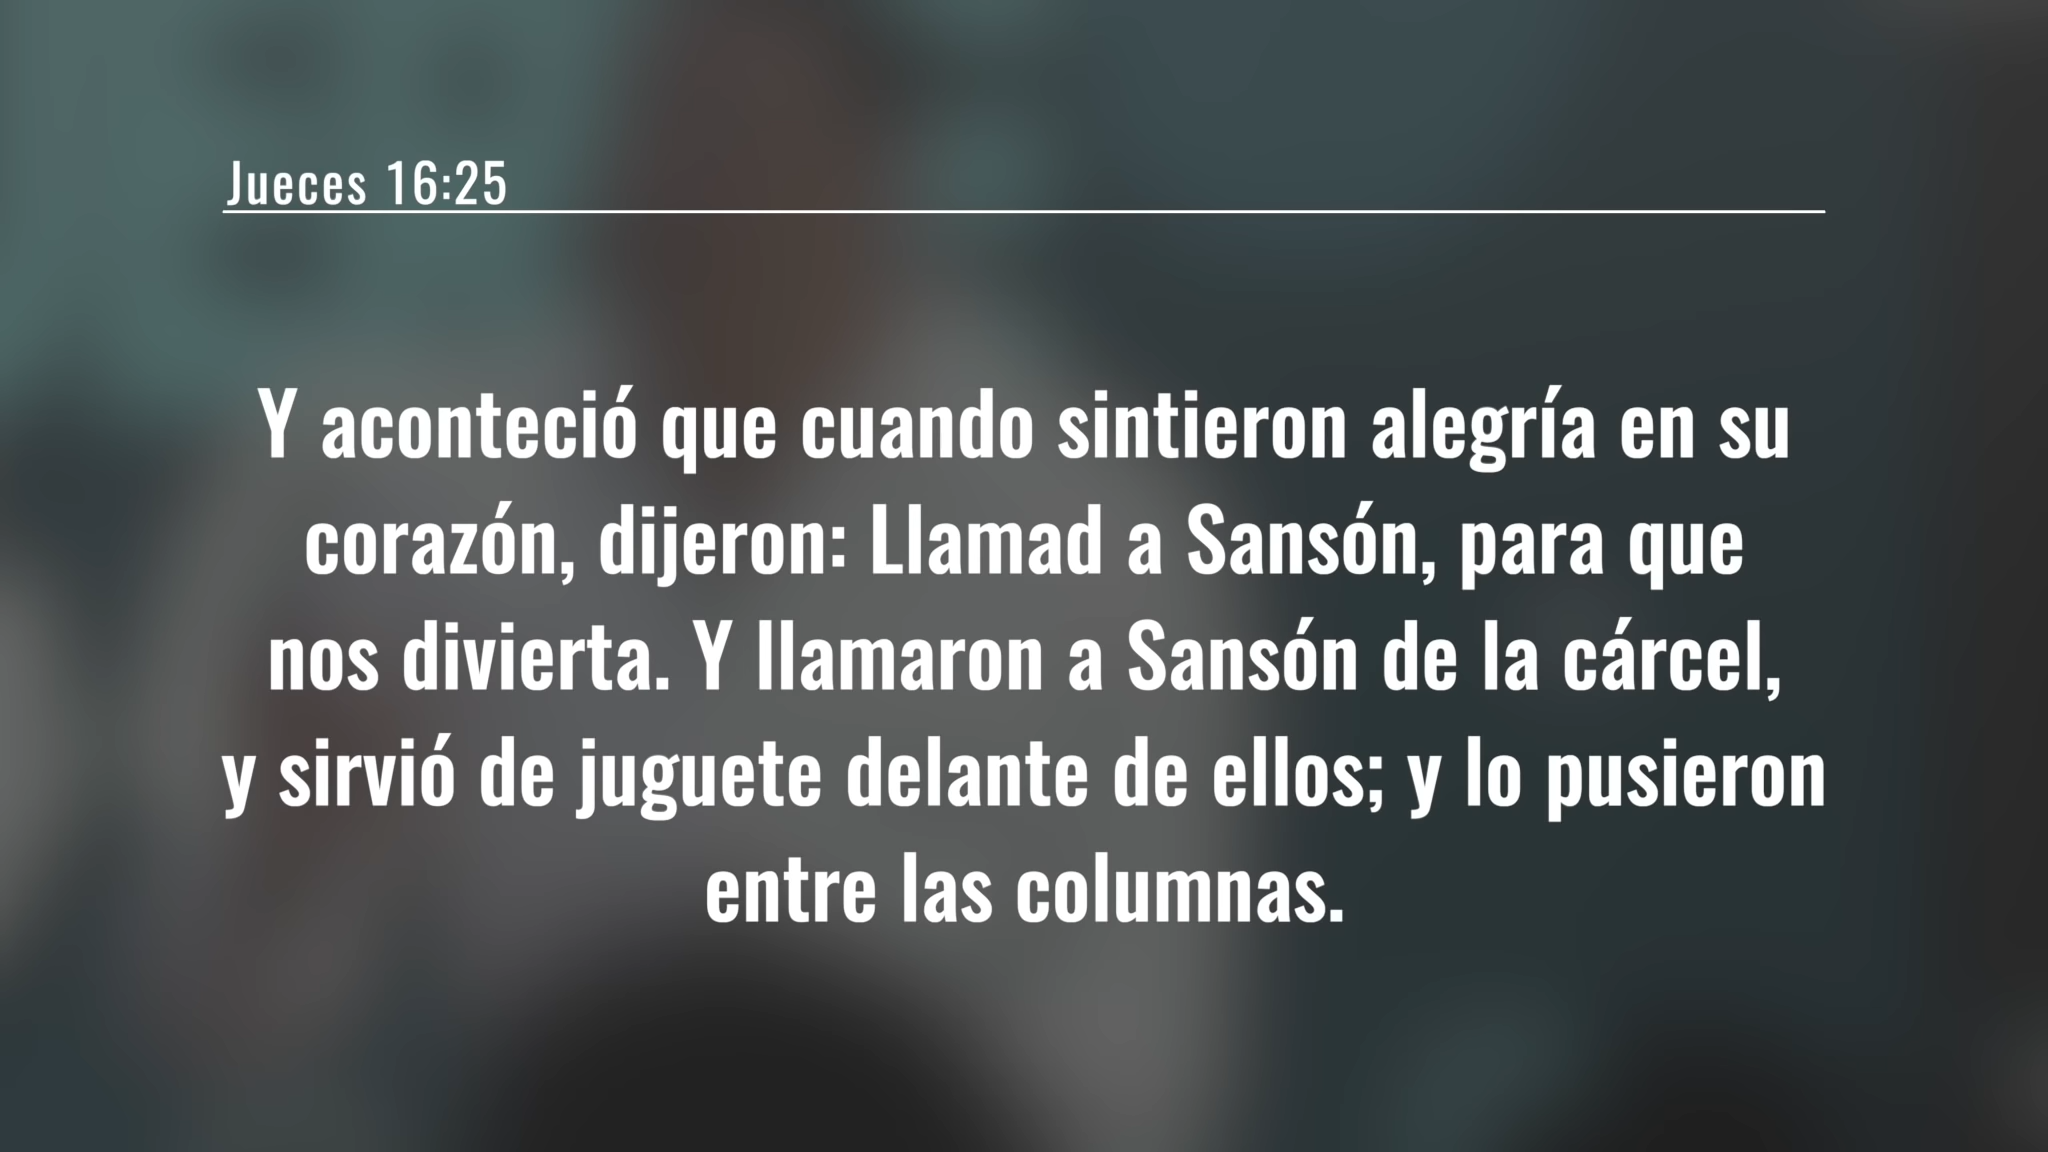 Jueces 16:25
Y aconteció que cuando sintieron alegría en su
corazón, dijeron: Llamad a Sansón, para que
nos divierta. Y llamaron a Sansón de la cárcel,
y sirvió de juguete delante de ellos; y lo pusieron
entre las columnas.